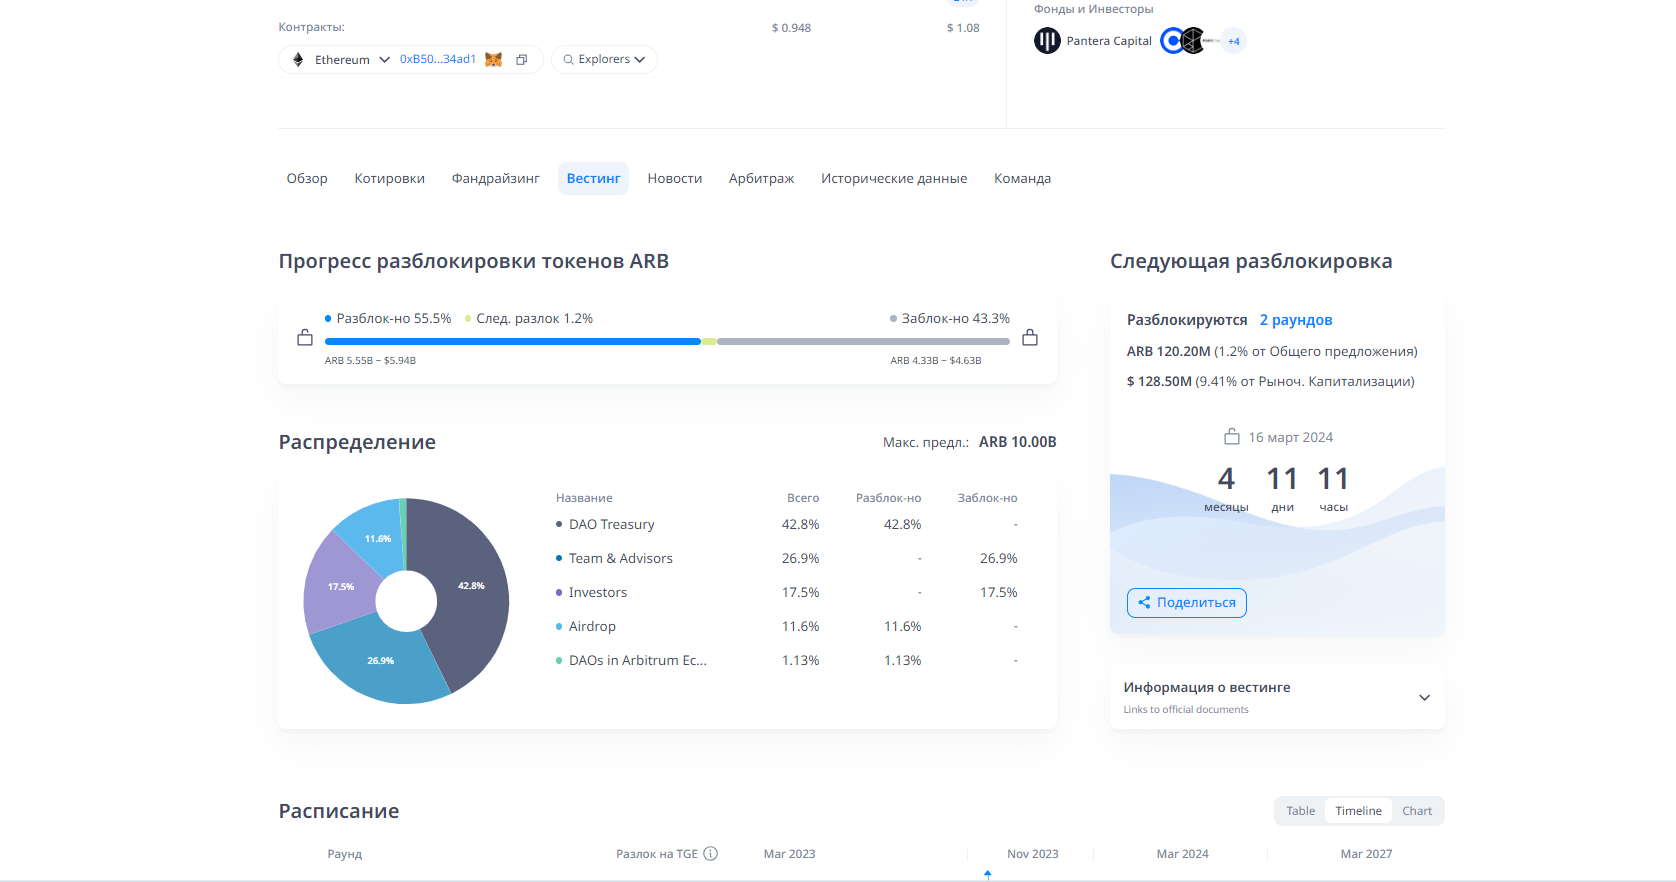 Контракты:
$ 0.948
$ 1.08
Фонды и Инвесторы
Ethereum
0xB50...34ad1
Explorers
Pantera Capital
+4
Обзор
Котировки
Фандрайзинг
Вестинг
Новости
Арбитраж
Исторические данные
Команда
Прогресс разблокировки токенов ARB
Разблок-но 55.5%
След. разлок 1.2%
Заблок-но 43.3%
ARB 5.55B ~ $5.94B
ARB 4.33B ~ $4.63B
Следующая разблокировка
Разблокируются 2 раундов
ARB 120.20M (1.2% от Общего предложения)
$ 128.50M (9.41% от Рыноч. Капитализации)
16 март 2024
4 11 11
месяцы дни часы
Поделиться
Информация о вестинге
Links to official documents
Распределение
Макс. предл.: ARB 10.00B
42.8%
26.9%
17.5%
11.6%
Название Всего Разблок-но Заблок-но
DAO Treasury 42.8% 42.8% -
Team & Advisors 26.9% - 26.9%
Investors 17.5% - 17.5%
Airdrop 11.6% 11.6% -
DAOs in Arbitrum Ec... 1.13% 1.13% -
Расписание
Table Timeline Chart
Раунд Разлок на TGE Mar 2023 Nov 2023 Mar 2024 Mar 2027